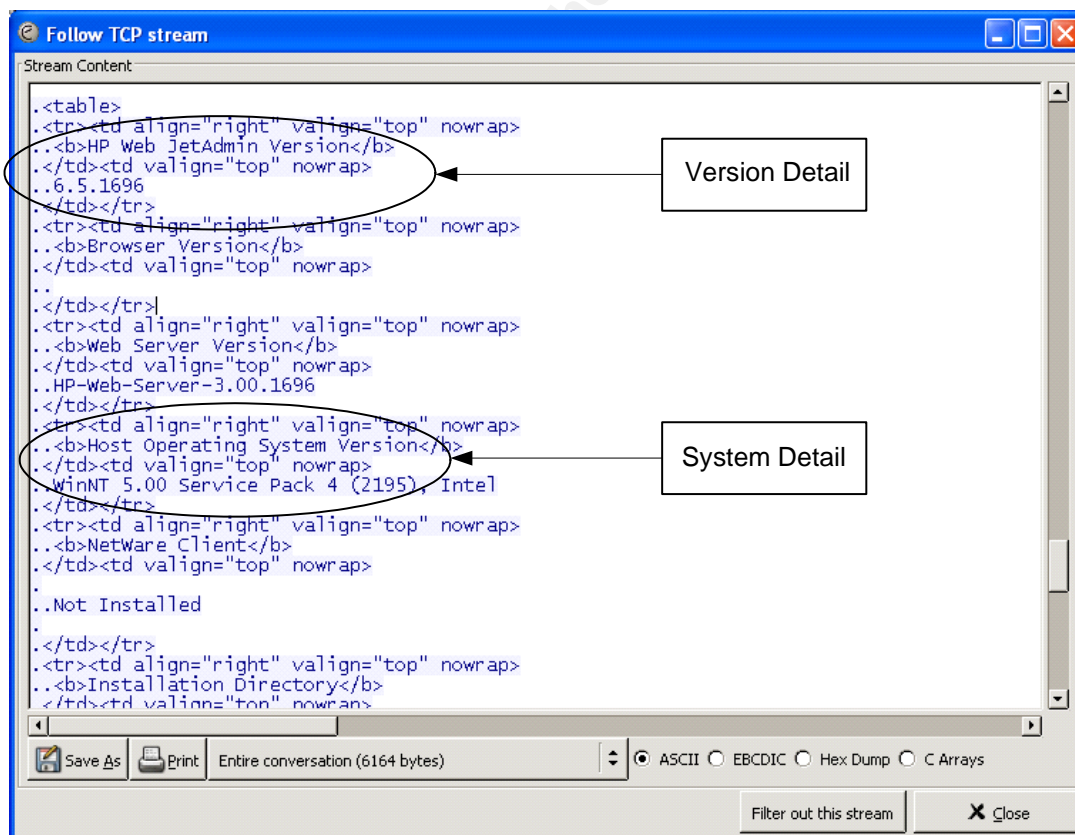 Follow TCP stream
Stream Content
.<table>
.<tr><td align="right" valign="top" nowrap>
..<b>HP Web JetAdmin Version</b>
.</td><td valign="top" nowrap>
..6.5.1696
.</td></tr>
.<tr><td align="right" valign="top" nowrap>
..<b>Browser Version</b>
.</td><td valign="top" nowrap>
..
.</td></tr>
.<tr><td align="right" valign="top" nowrap>
..<b>Web Server Version</b>
.</td><td valign="top" nowrap>
..HP-Web-Server-3.00.1696
.</td></tr>
.<tr><td align="right" valign="top" nowrap>
..<b>Host Operating System Version</b>
.</td><td valign="top" nowrap>
..WinNT 5.00 Service Pack 4 (2195), Intel
.</td></tr>
.<tr><td align="right" valign="top" nowrap>
..<b>NetWare Client</b>
.</td><td valign="top" nowrap>
.
..Not Installed
.
.</td></tr>
.<tr><td align="right" valign="top" nowrap>
..<b>Installation Directory</b>
.</td><td valign="top" nowrap>
Version Detail
System Detail
Save As Print Entire conversation (6164 bytes) ASCII EBCDIC Hex Dump C Arrays
Filter out this stream Close